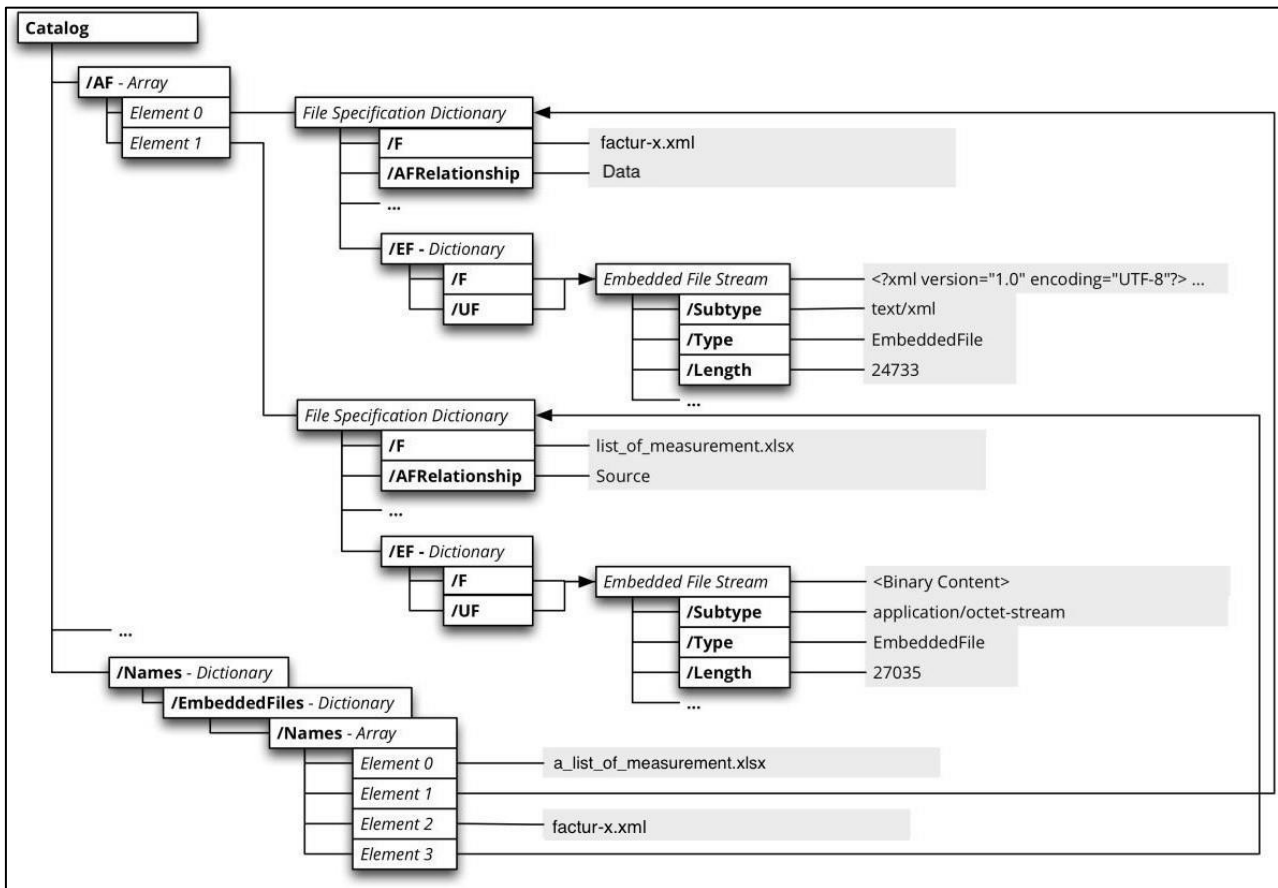 Catalog
/AF - Array
Element 0
Element 1
File Specification Dictionary
/F
factur-x.xml
/AFRelationship
Data
...
/EF - Dictionary
/F
/UF
Embedded File Stream
<?xml version="1.0" encoding="UTF-8"?> ...
/Subtype
text/xml
/Type
EmbeddedFile
/Length
24733
...
File Specification Dictionary
/F
list_of_measurement.xlsx
/AFRelationship
Source
...
/EF - Dictionary
/F
/UF
Embedded File Stream
<Binary Content>
/Subtype
application/octet-stream
/Type
EmbeddedFile
/Length
27035
...
...
/Names - Dictionary
/EmbeddedFiles - Dictionary
/Names - Array
Element 0
a_list_of_measurement.xlsx
Element 1
Element 2
factur-x.xml
Element 3